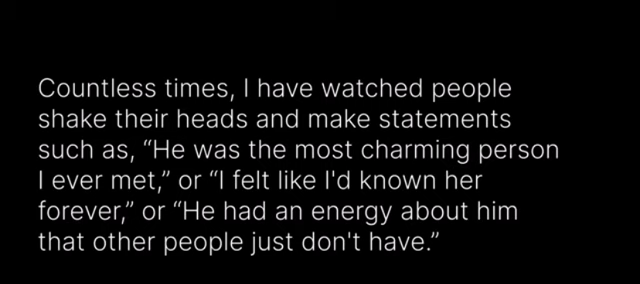 Countless times, I have watched people
shake their heads and make statements
such as, “He was the most charming person
I ever met,” or “I felt like I'd known her
forever,” or “He had an energy about him
that other people just don't have.”